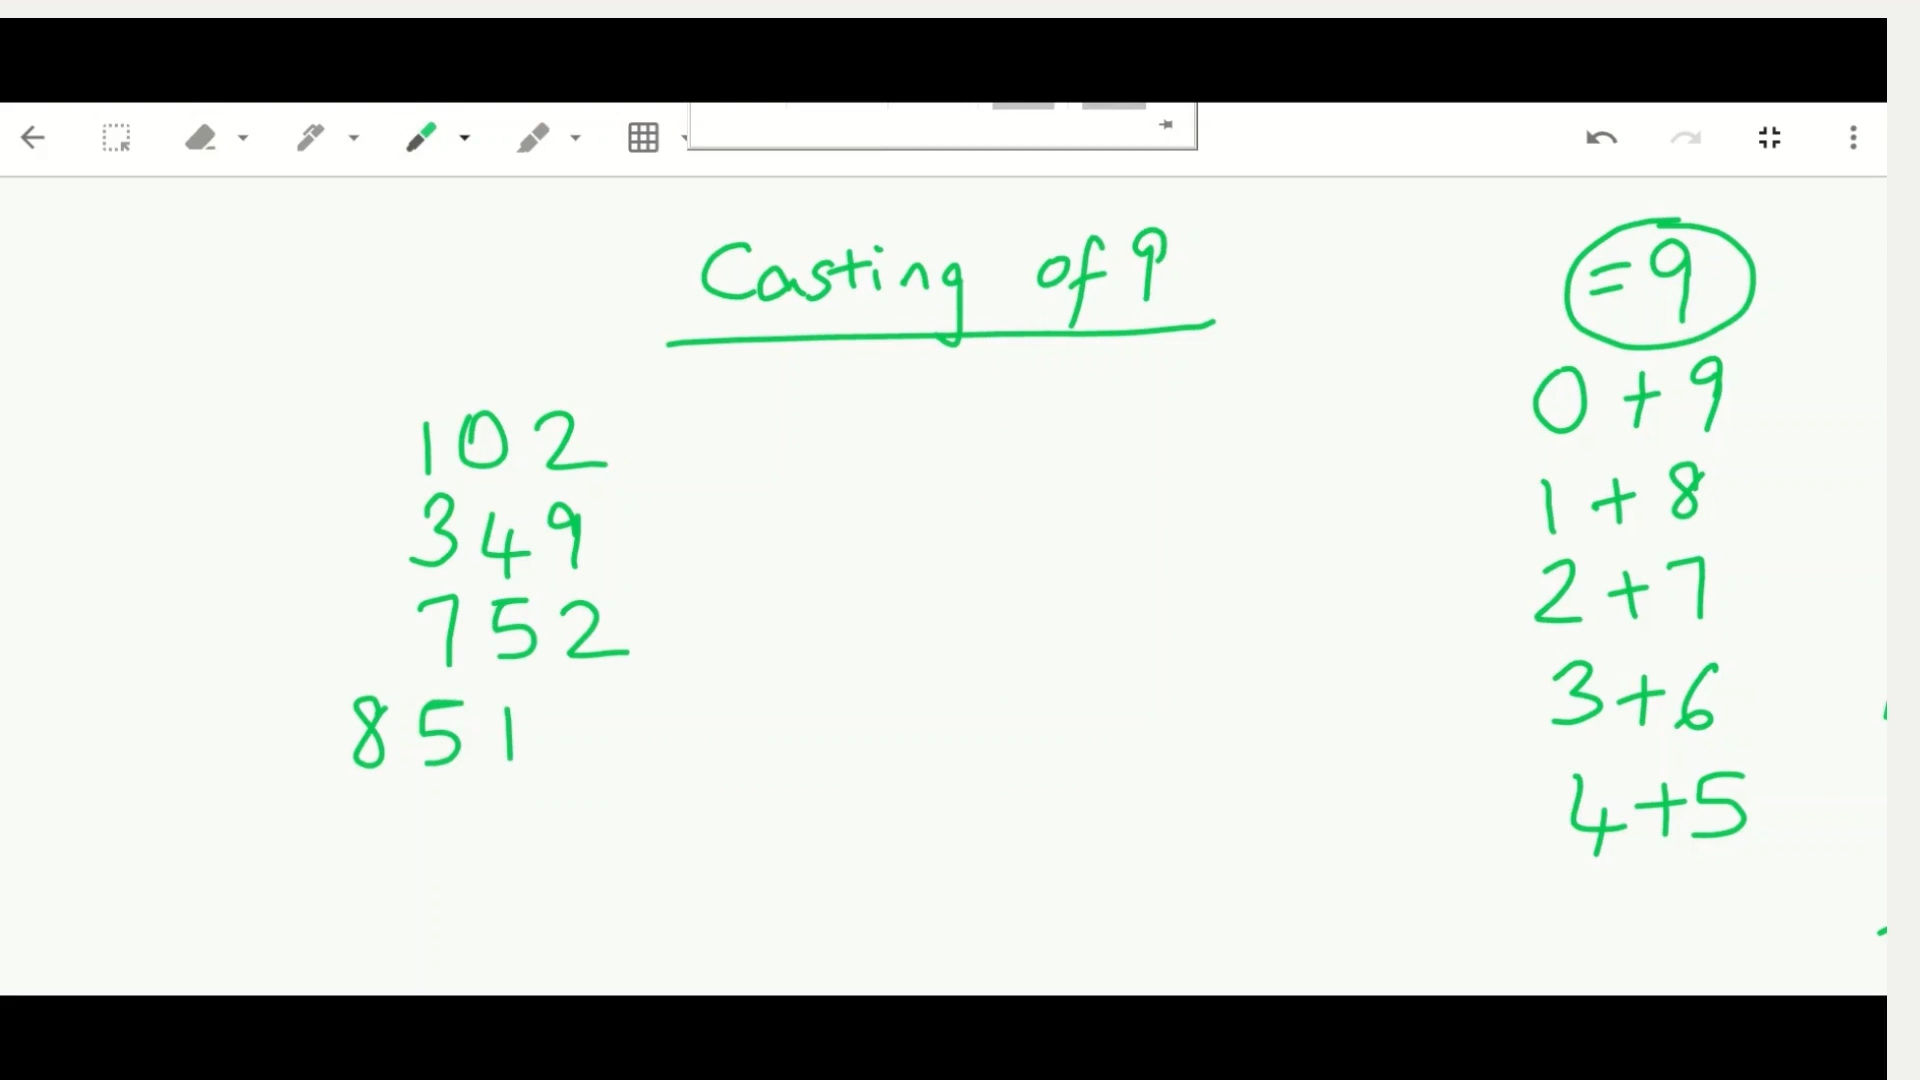 Casting of 9
102
349
752
851
= 9
0 + 9
1 + 8
2 + 7
3 + 6
4 + 5